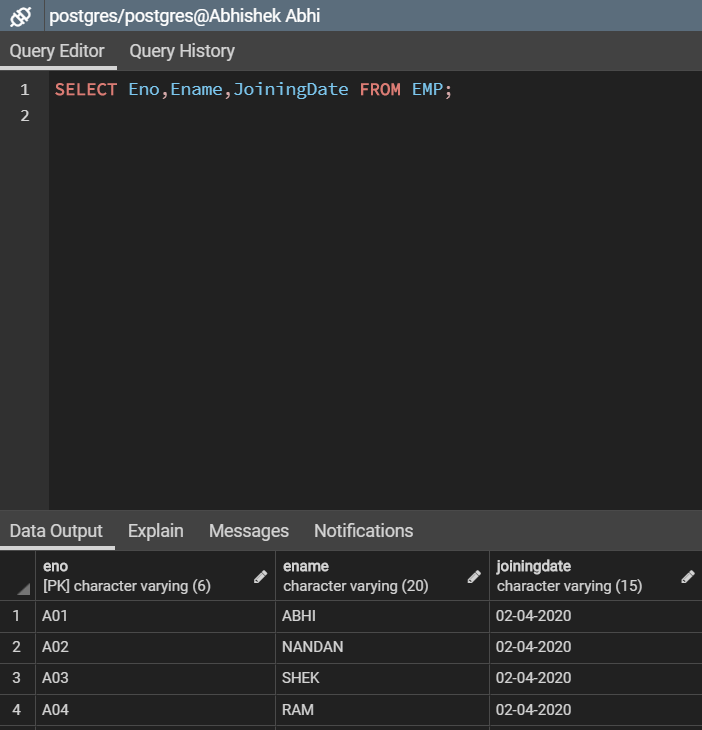 postgres/postgres@Abhishek Abhi
Query Editor Query History
1 SELECT Eno,Ename,JoiningDate FROM EMP;
2
Data Output Explain Messages Notifications
eno ename joiningdate
[PK] character varying (6) character varying (20) character varying (15)
1 A01 ABHI 02-04-2020
2 A02 NANDAN 02-04-2020
3 A03 SHEK 02-04-2020
4 A04 RAM 02-04-2020